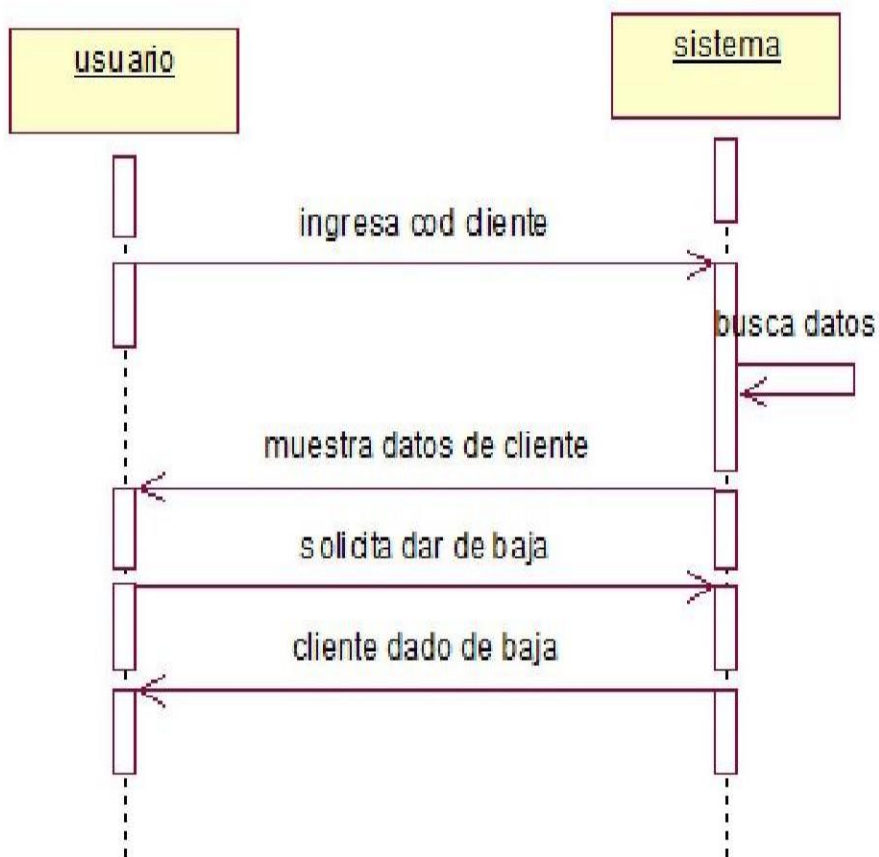 usuario
sistema
ingresa cod cliente
busca datos
muestra datos de cliente
solicita dar de baja
cliente dado de baja